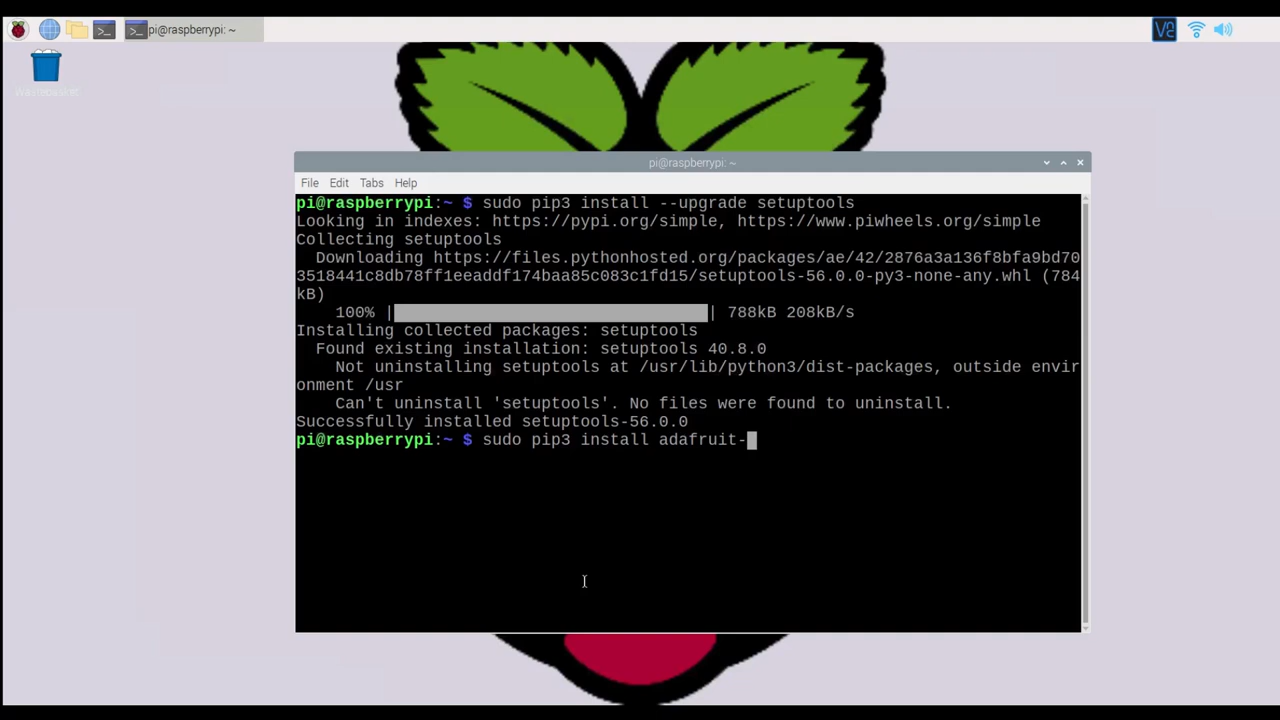 pi@raspberrypi: ~
Wastebasket
pi@raspberrypi: ~
File Edit Tabs Help
pi@raspberrypi:~ $ sudo pip3 install --upgrade setuptools
Looking in indexes: https://pypi.org/simple, https://www.piwheels.org/simple
Collecting setuptools
Downloading https://files.pythonhosted.org/packages/ae/42/2876a3a136f8bfa9bd70
3518441c8db78ff1eeaddf174baa85c083c1fd15/setuptools-56.0.0-py3-none-any.whl (784
kB)
100% |████████████████████████████████| 788kB 208kB/s
Installing collected packages: setuptools
Found existing installation: setuptools 40.8.0
Not uninstalling setuptools at /usr/lib/python3/dist-packages, outside envir
onment /usr
Can't uninstall 'setuptools'. No files were found to uninstall.
Successfully installed setuptools-56.0.0
pi@raspberrypi:~ $ sudo pip3 install adafruit-